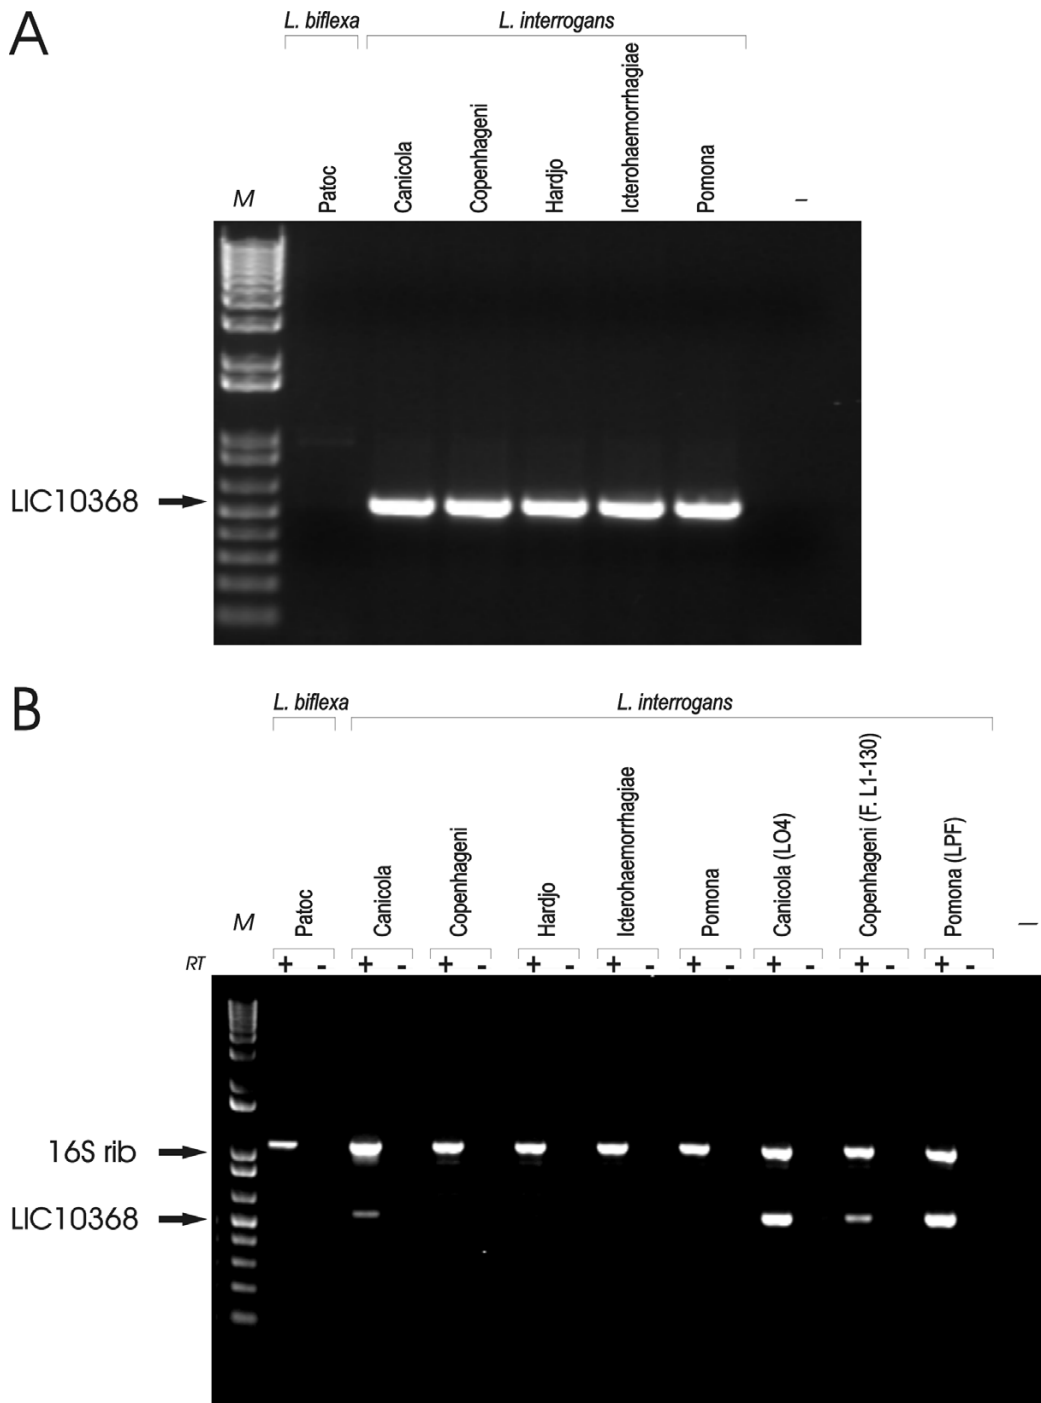 A
L. biflexa
L. interrogans
M
Patoc
Canicola
Copenhageni
Hardjo
Icterohaemorrhagiae
Pomona
–
LIC10368
B
L. biflexa
L. interrogans
M
Patoc
Canicola
Copenhageni
Hardjo
Icterohaemorrhagiae
Pomona
Canicola (LO4)
Copenhageni (F. L1-130)
Pomona (LPF)
—
RT + - + - + - + - + - + - + - + - + -
16S rib
LIC10368